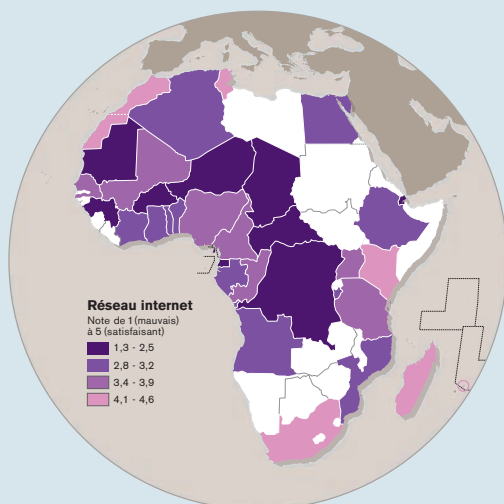 Réseau internet
Note de 1 (mauvais)
à 5 (satisfaisant)
1,3 - 2,5
2,8 - 3,2
3,4 - 3,9
4,1 - 4,6